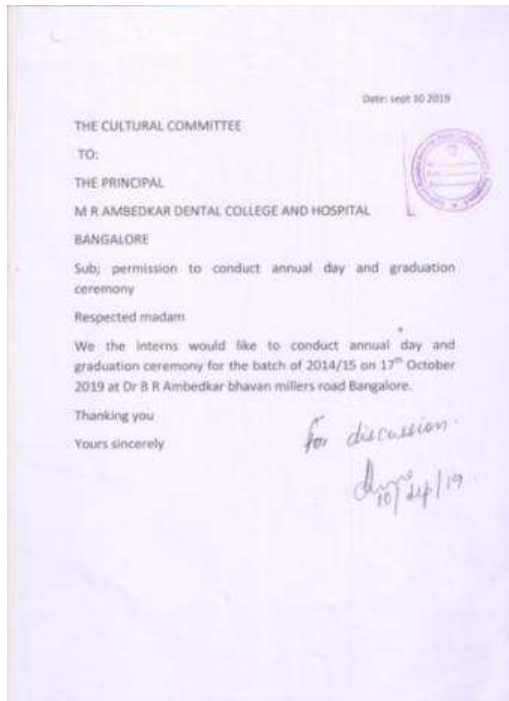 Date: sept 10 2019
THE CULTURAL COMMITTEE
TO:
THE PRINCIPAL
M R AMBEDKAR DENTAL COLLEGE AND HOSPITAL
BANGALORE
Sub; permission to conduct annual day and graduation
ceremony
Respected madam
We the interns would like to conduct annual day and
graduation ceremony for the batch of 2014/15 on 17th October
2019 at Dr B R Ambedkar bhavan millers road Bangalore.
Thanking you
Yours sincerely
for discussion.
10/sep/19